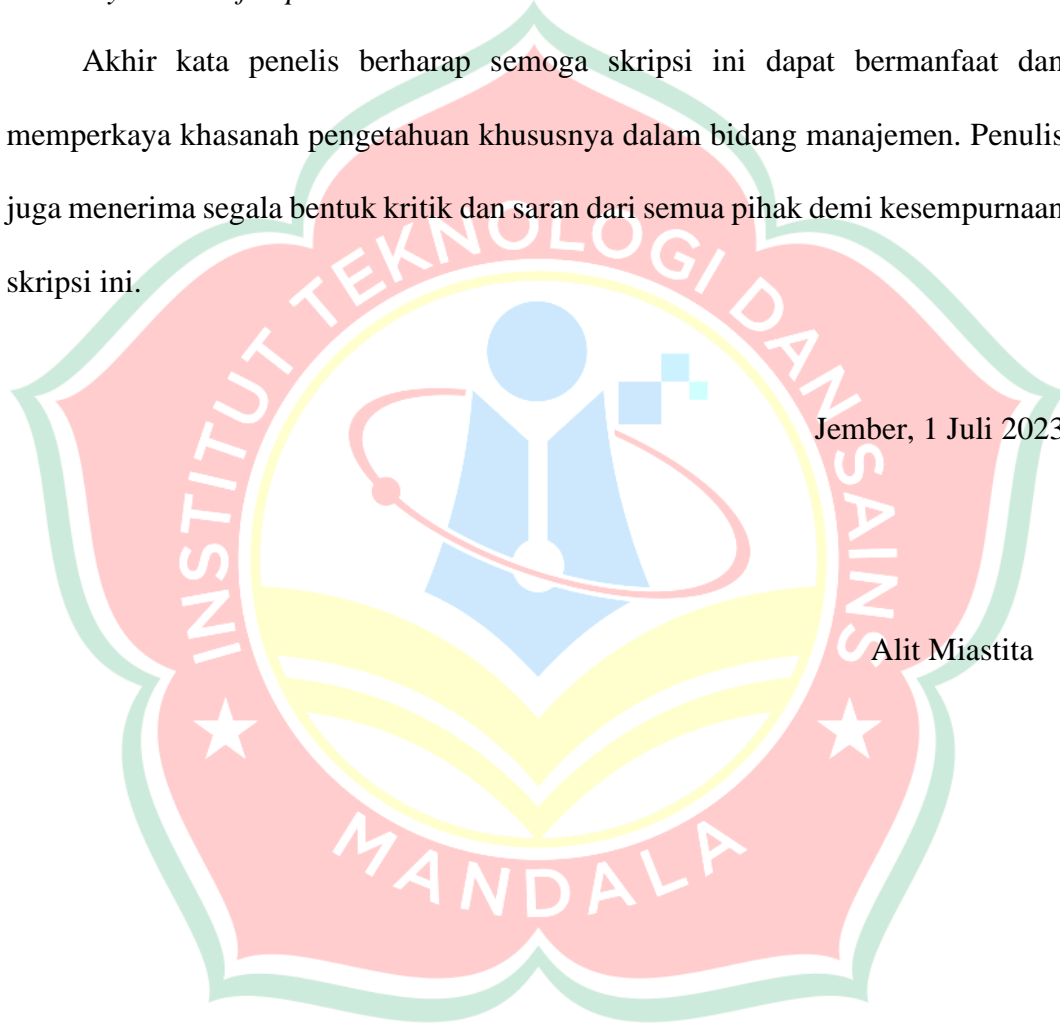 Akhir kata penelis berharap semoga skripsi ini dapat bermanfaat dan
memperkaya khasanah pengetahuan khususnya dalam bidang manajemen. Penulis
juga menerima segala bentuk kritik dan saran dari semua pihak demi kesempurnaan
skripsi ini.
INSTITUT TEKNOLOGI DAN SAINS
Jember, 1 Juli 2023
Alit Miastita
MANDALA